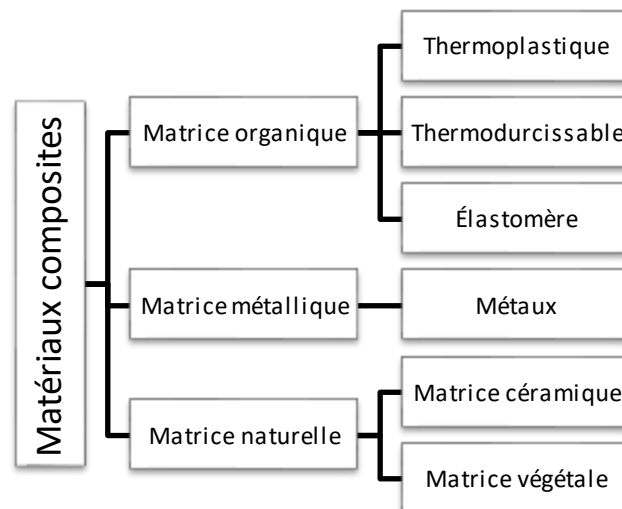 Matériaux composites
Matrice organique
Thermoplastique
Thermodurcissable
Élastomère
Matrice métallique
Métaux
Matrice naturelle
Matrice céramique
Matrice végétale